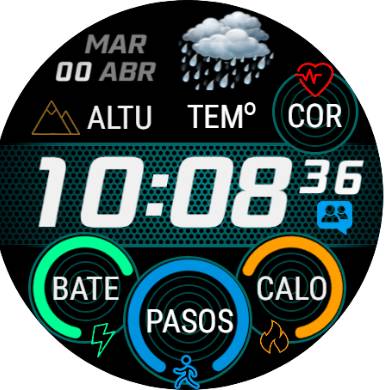 MAR
00 ABR
ALTU TEMº COR
10:08 36
BATE PASOS CALO